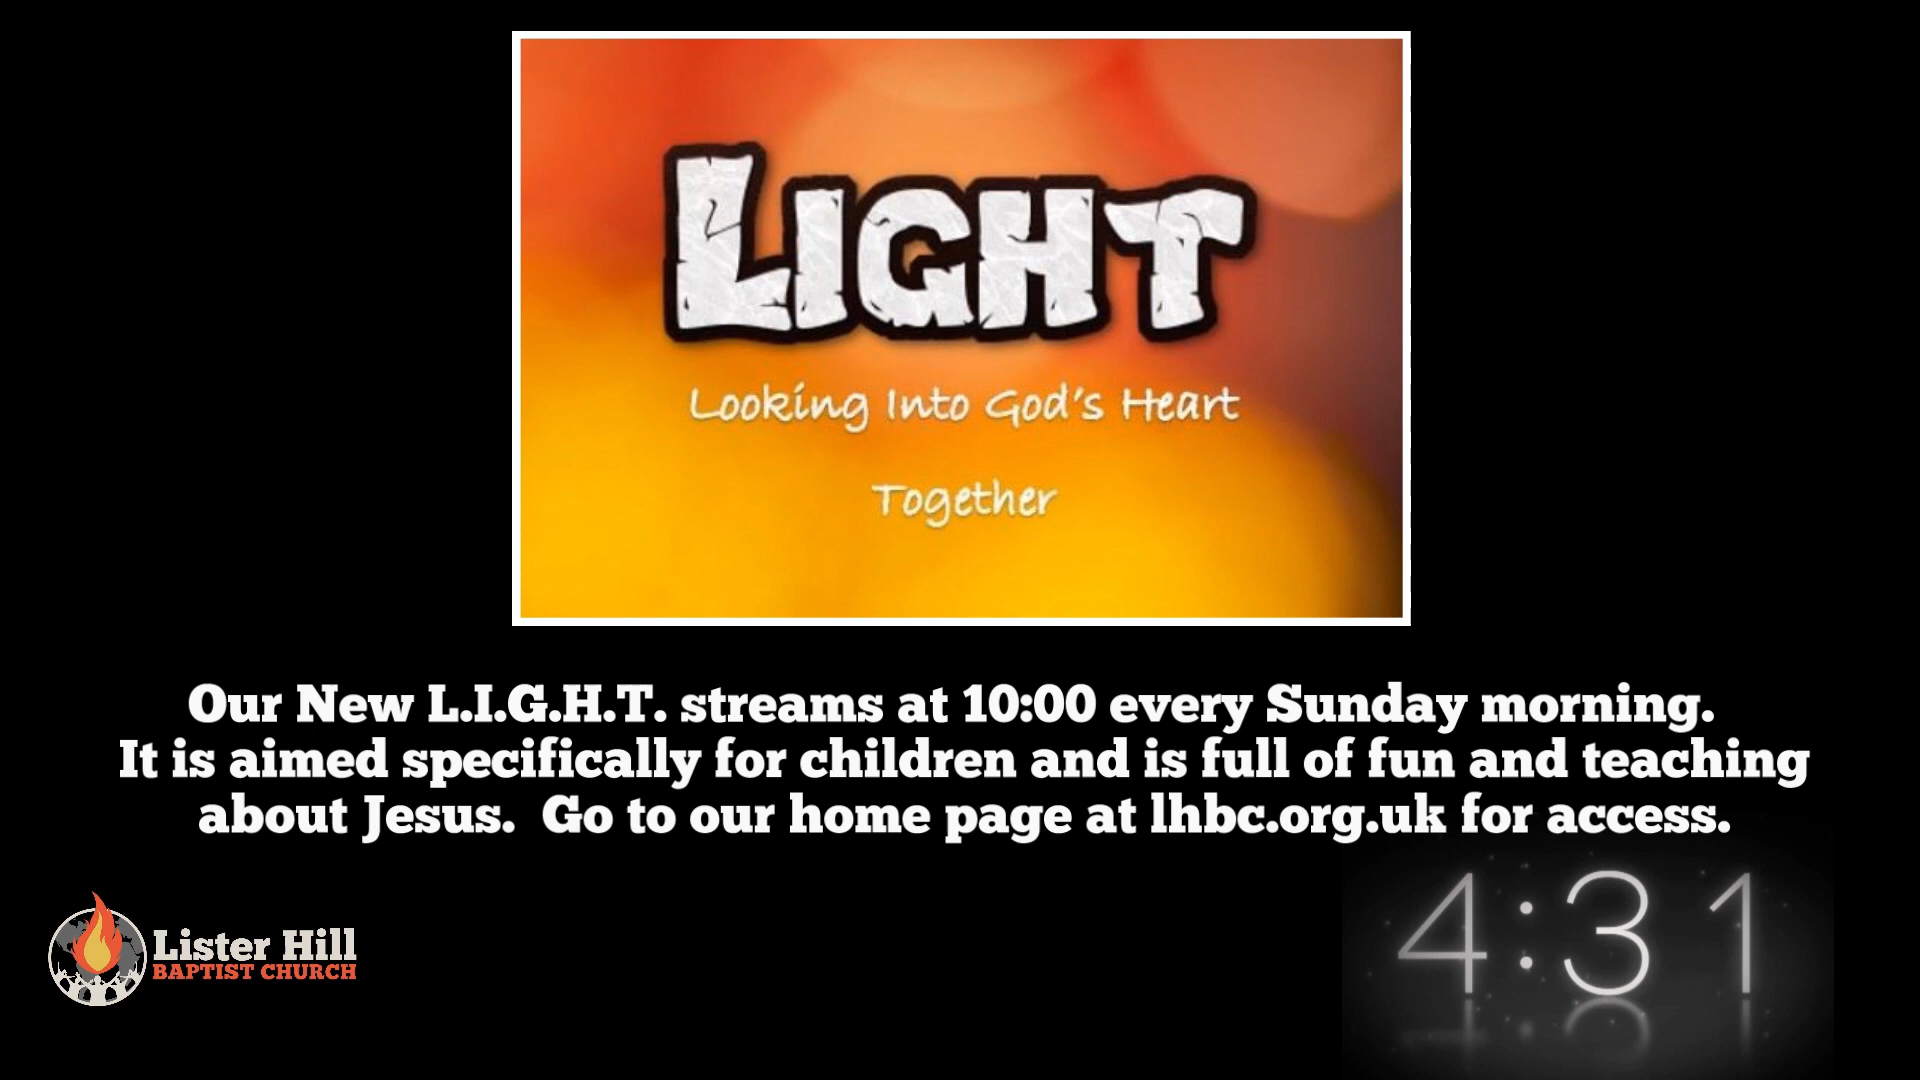 LIGHT
Looking Into God's Heart
Together
Our New L.I.G.H.T. streams at 10:00 every Sunday morning.
It is aimed specifically for children and is full of fun and teaching
about Jesus.  Go to our home page at lhbc.org.uk for access.
4:31
Lister Hill
BAPTIST CHURCH